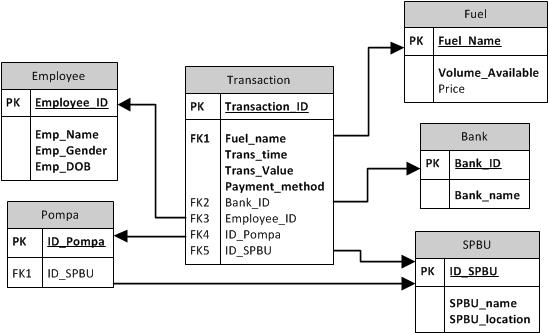 Fuel
PK Fuel_Name
Volume_Available
Price
Employee
PK Employee_ID
Emp_Name
Emp_Gender
Emp_DOB
Transaction
PK Transaction_ID
FK1 Fuel_name
Trans_time
Trans_Value
Payment_method
FK2 Bank_ID
FK3 Employee_ID
FK4 ID_Pompa
FK5 ID_SPBU
Bank
PK Bank_ID
Bank_name
Pompa
PK ID_Pompa
FK1 ID_SPBU
SPBU
PK ID_SPBU
SPBU_name
SPBU_location